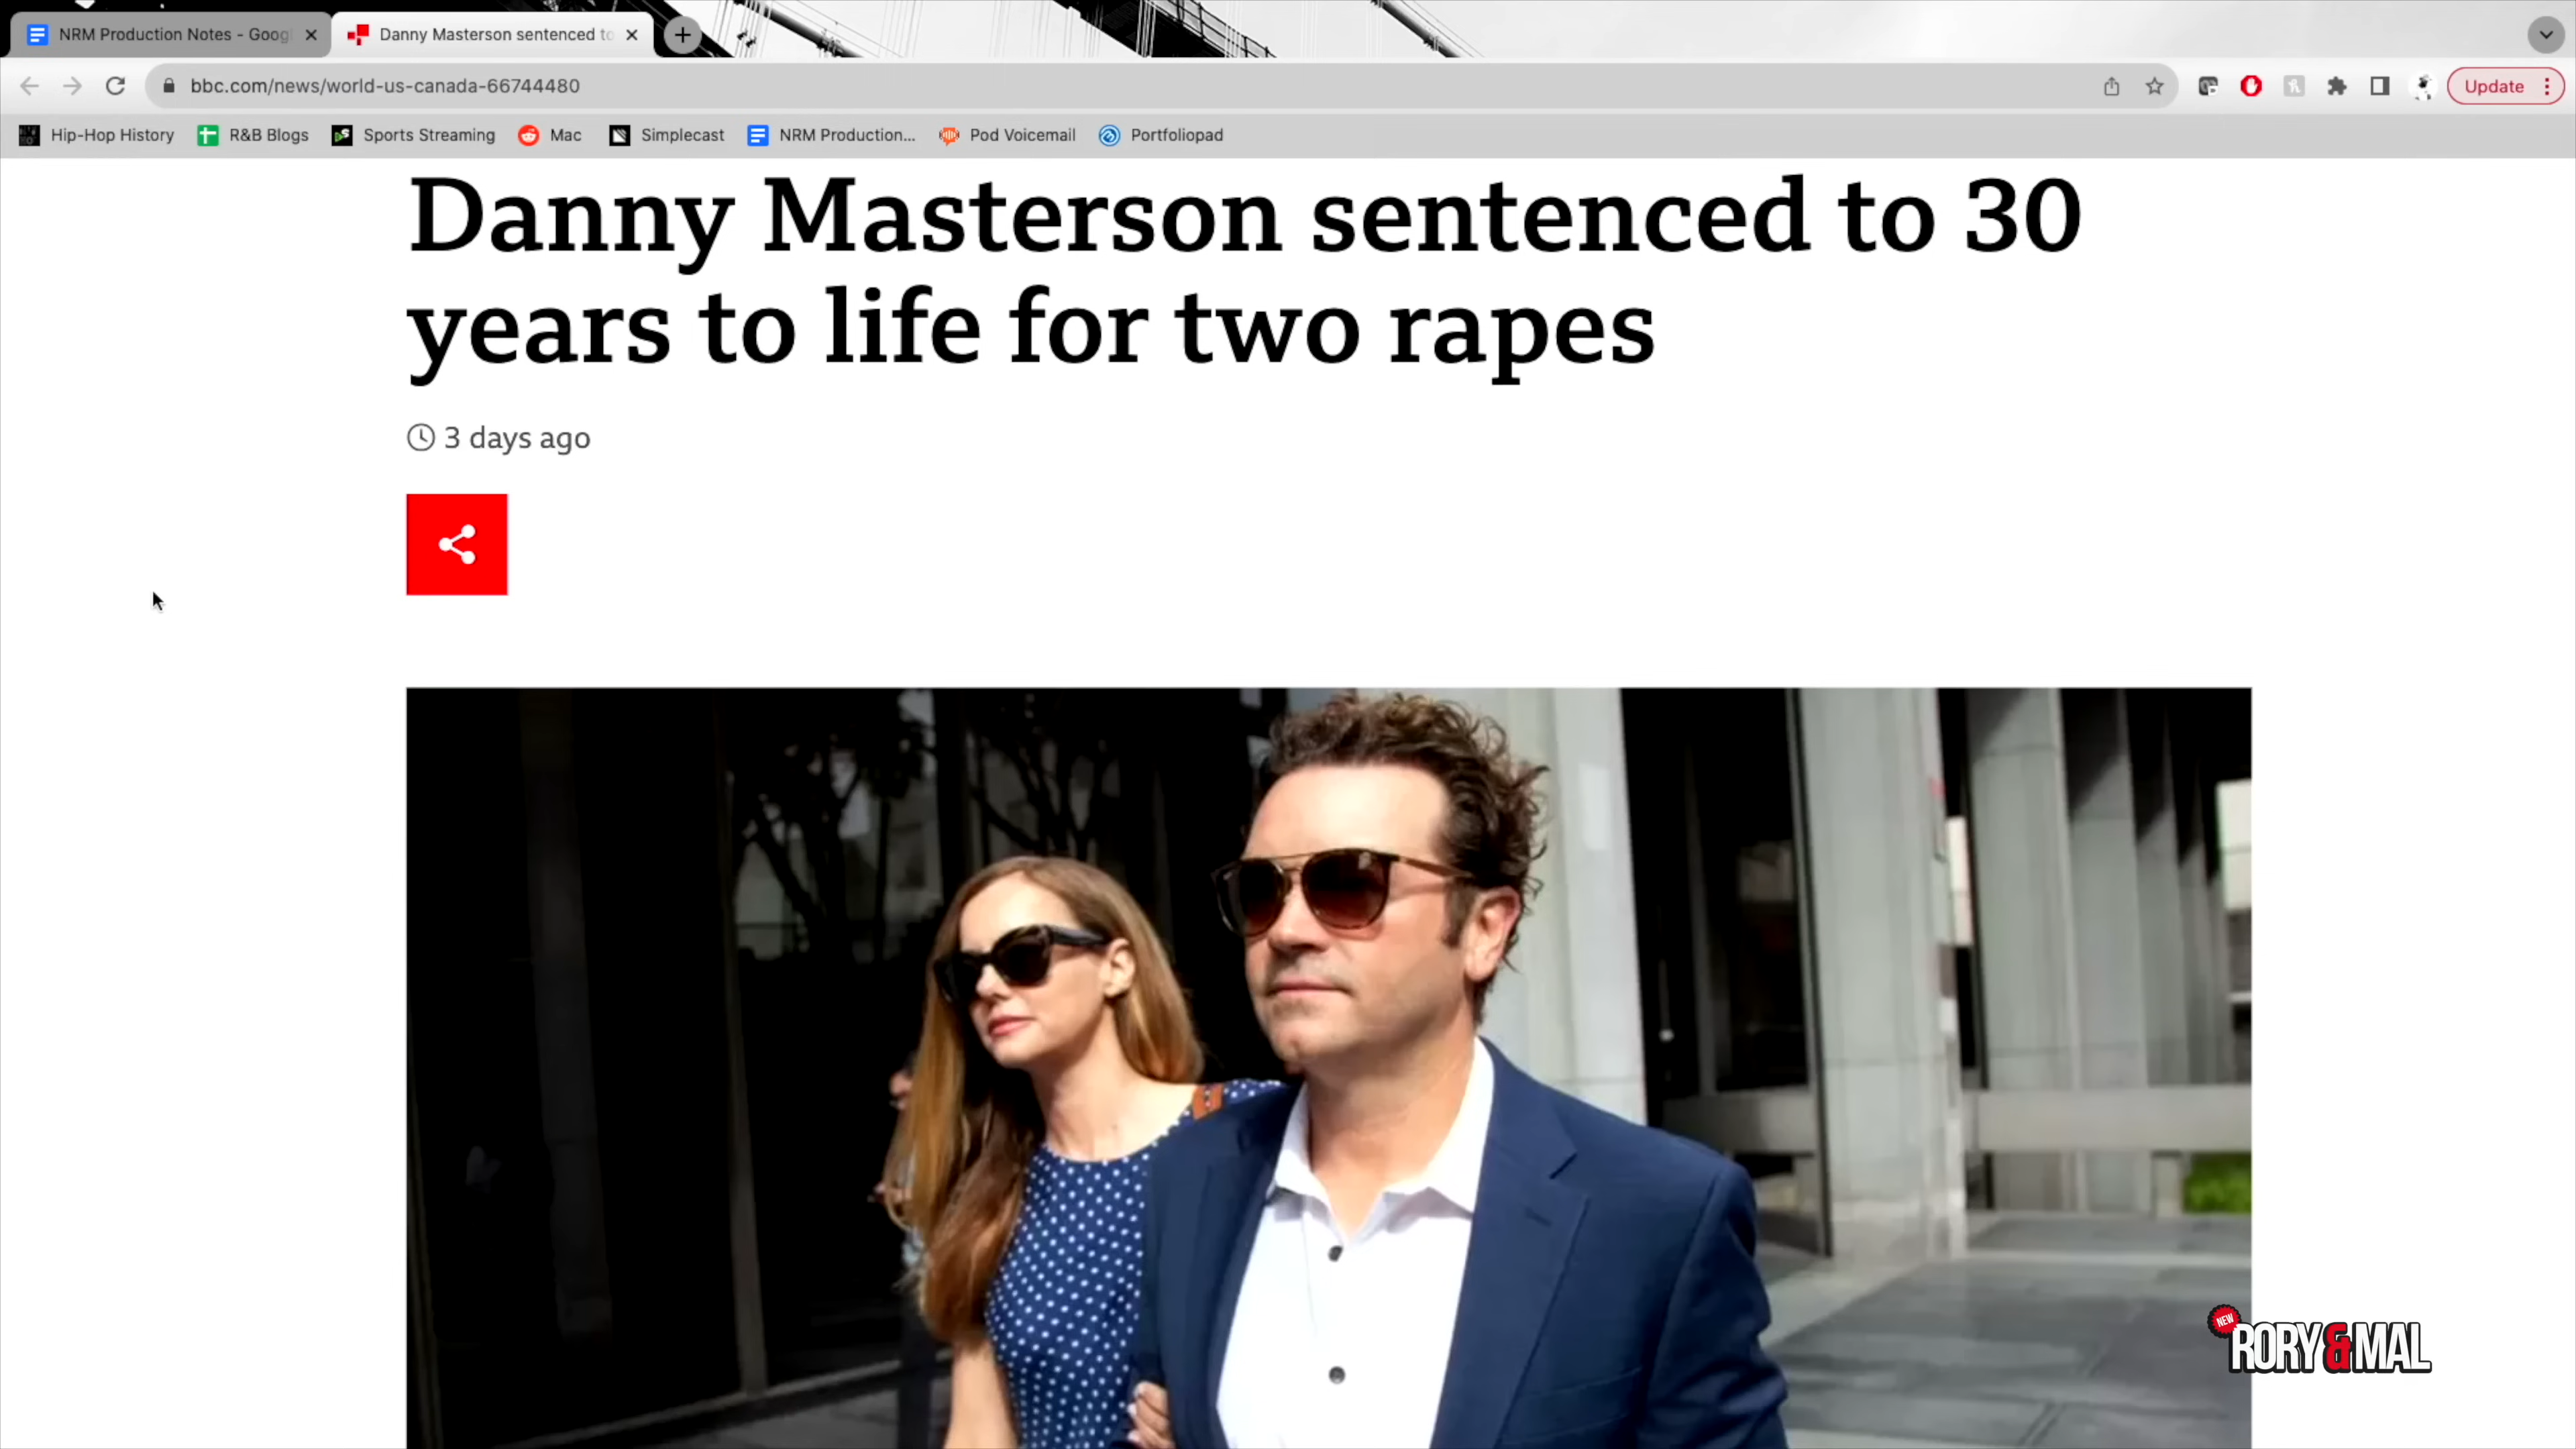 NRM Production Notes - Goog
Danny Masterson sentenced to
bbc.com/news/world-us-canada-66744480
Update
Hip-Hop History
R&B Blogs
Sports Streaming
Mac
Simplecast
NRM Production...
Pod Voicemail
Portfoliopad
Danny Masterson sentenced to 30
years to life for two rapes
3 days ago
NEW
RORY&MAL